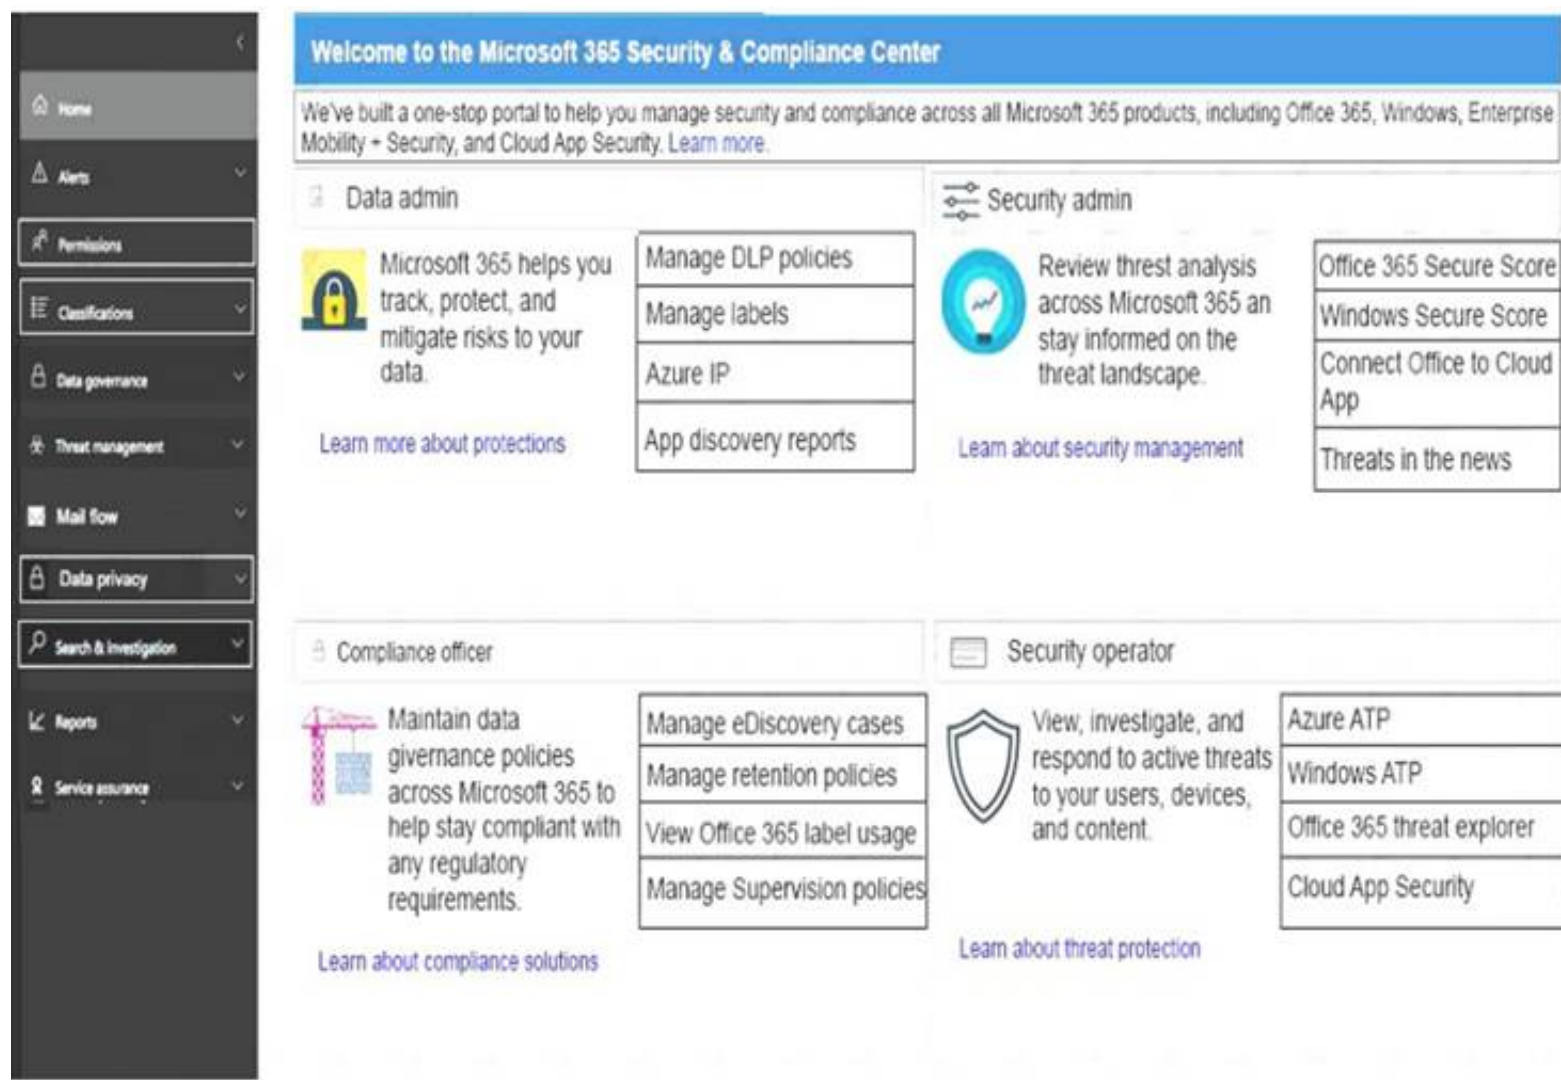 Home
Alerts
Permissions
Classifications
Data governance
Threat management
Mail flow
Data privacy
Search & investigation
Reports
Service assurance
Welcome to the Microsoft 365 Security & Compliance Center
We've built a one-stop portal to help you manage security and compliance across all Microsoft 365 products, including Office 365, Windows, Enterprise
Mobility + Security, and Cloud App Security. Learn more.
Data admin
Microsoft 365 helps you
track, protect, and
mitigate risks to your
data.
Learn more about protections
Manage DLP policies
Manage labels
Azure IP
App discovery reports
Security admin
Review threst analysis
across Microsoft 365 an
stay informed on the
threat landscape.
Learn about security management
Office 365 Secure Score
Windows Secure Score
Connect Office to Cloud
App
Threats in the news
Compliance officer
Maintain data
givernance policies
across Microsoft 365 to
help stay compliant with
any regulatory
requirements.
Learn about compliance solutions
Manage eDiscovery cases
Manage retention policies
View Office 365 label usage
Manage Supervision policies
Security operator
View, investigate, and
respond to active threats
to your users, devices,
and content.
Learn about threat protection
Azure ATP
Windows ATP
Office 365 threat explorer
Cloud App Security